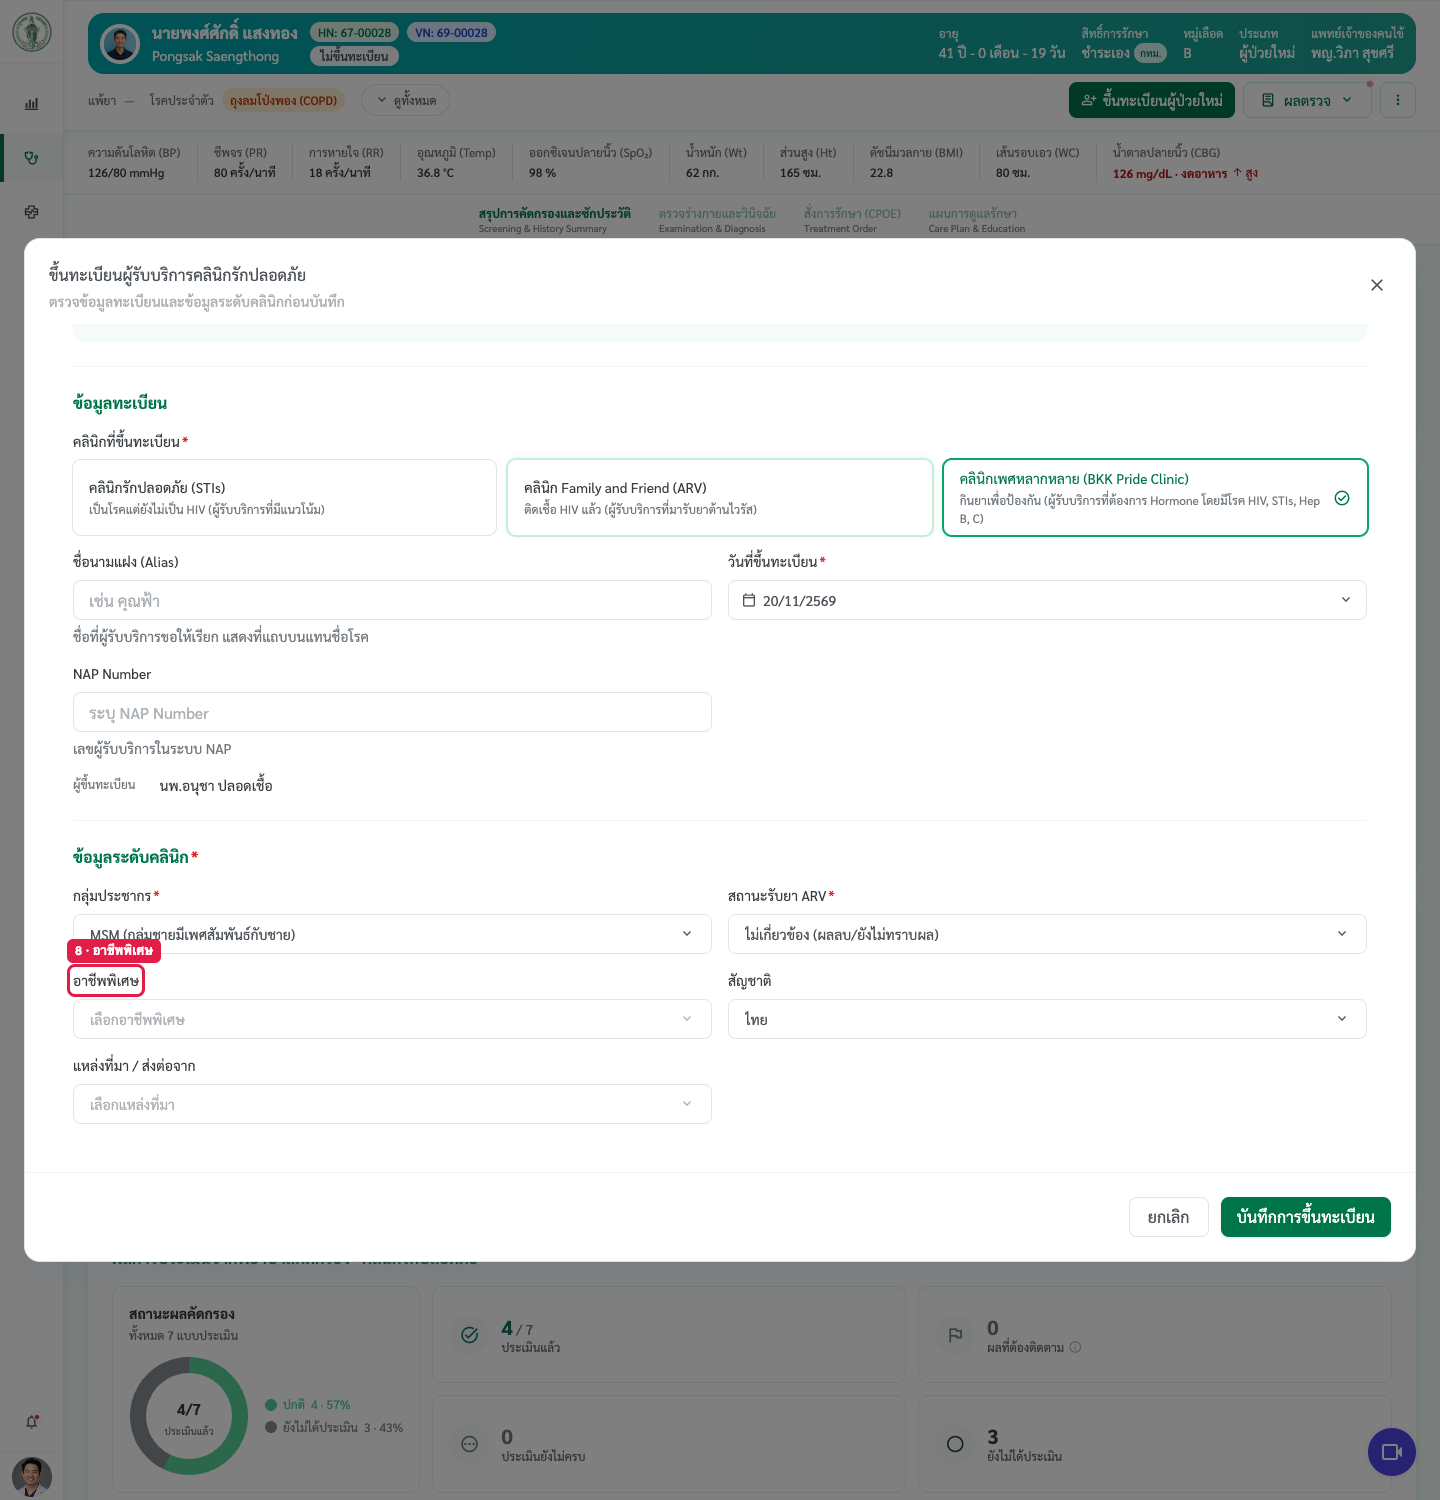 นายพงศ์ศักดิ์ แสงทอง
Pongsak Saengthong
HN: 67-00028
VN: 69-00028
ไม่ขึ้นทะเบียน
อายุ
41 ปี - 0 เดือน - 19 วัน
สิทธิ์การรักษา
ชำระเอง กทม.
หมู่เลือด
B
ประเภท
ผู้ป่วยใหม่
แพทย์เจ้าของคนไข้
พญ.วิภา สุขศรี
แพ้ยา —
โรคประจำตัว ถุงลมโป่งพอง (COPD)
ดูทั้งหมด
ขึ้นทะเบียนผู้ป่วยใหม่
ผลตรวจ
ความดันโลหิต (BP)
126/80 mmHg
ชีพจร (PR)
80 ครั้ง/นาที
การหายใจ (RR)
18 ครั้ง/นาที
อุณหภูมิ (Temp)
36.8 °C
ออกซิเจนปลายนิ้ว (SpO₂)
98 %
น้ำหนัก (Wt)
62 กก.
ส่วนสูง (Ht)
165 ซม.
ดัชนีมวลกาย (BMI)
22.8
เส้นรอบเอว (WC)
80 ซม.
น้ำตาลปลายนิ้ว (CBG)
126 mg/dL · งดอาหาร ↑ สูง
สรุปการคัดกรองและซักประวัติ
Screening & History Summary
ตรวจร่างกายและวินิจฉัย
Examination & Diagnosis
สั่งการรักษา (CPOE)
Treatment Order
แผนการดูแลรักษา
Care Plan & Education
ขึ้นทะเบียนผู้รับบริการคลินิกรักปลอดภัย
ตรวจข้อมูลทะเบียนและข้อมูลระดับคลินิกก่อนบันทึก
ข้อมูลทะเบียน
คลินิกที่ขึ้นทะเบียน *
คลินิกรักปลอดภัย (STIs)
เป็นโรคแต่ยังไม่เป็น HIV (ผู้รับบริการที่มีแนวโน้ม)
คลินิก Family and Friend (ARV)
ติดเชื้อ HIV แล้ว (ผู้รับบริการที่มารับยาต้านไวรัส)
คลินิกเพศหลากหลาย (BKK Pride Clinic)
กินยาเพื่อป้องกัน (ผู้รับบริการที่ต้องการ Hormone โดยมีโรค HIV, STIs, Hep
B, C)
ชื่อนามแฝง (Alias)
เช่น คุณฟ้า
ชื่อที่ผู้รับบริการขอให้เรียก แสดงที่แถบบนแทนชื่อโรค
วันที่ขึ้นทะเบียน *
20/11/2569
NAP Number
ระบุ NAP Number
เลขผู้รับบริการในระบบ NAP
ผู้ขึ้นทะเบียน นพ.อนุชา ปลอดเชื้อ
ข้อมูลระดับคลินิก *
กลุ่มประชากร *
MSM (กลุ่มชายมีเพศสัมพันธ์กับชาย)
สถานะรับยา ARV *
ไม่เกี่ยวข้อง (ผลลบ/ยังไม่ทราบผล)
8 · อาชีพพิเศษ
อาชีพพิเศษ
เลือกอาชีพพิเศษ
สัญชาติ
ไทย
แหล่งที่มา / ส่งต่อจาก
เลือกแหล่งที่มา
ยกเลิก
บันทึกการขึ้นทะเบียน
สถานะผลคัดกรอง
ทั้งหมด 7 แบบประเมิน
4/7
ประเมินแล้ว
ปกติ 4 · 57%
ยังไม่ได้ประเมิน 3 · 43%
4 / 7
ประเมินแล้ว
0
ผลที่ต้องติดตาม
0
ประเมินยังไม่ครบ
3
ยังไม่ได้ประเมิน